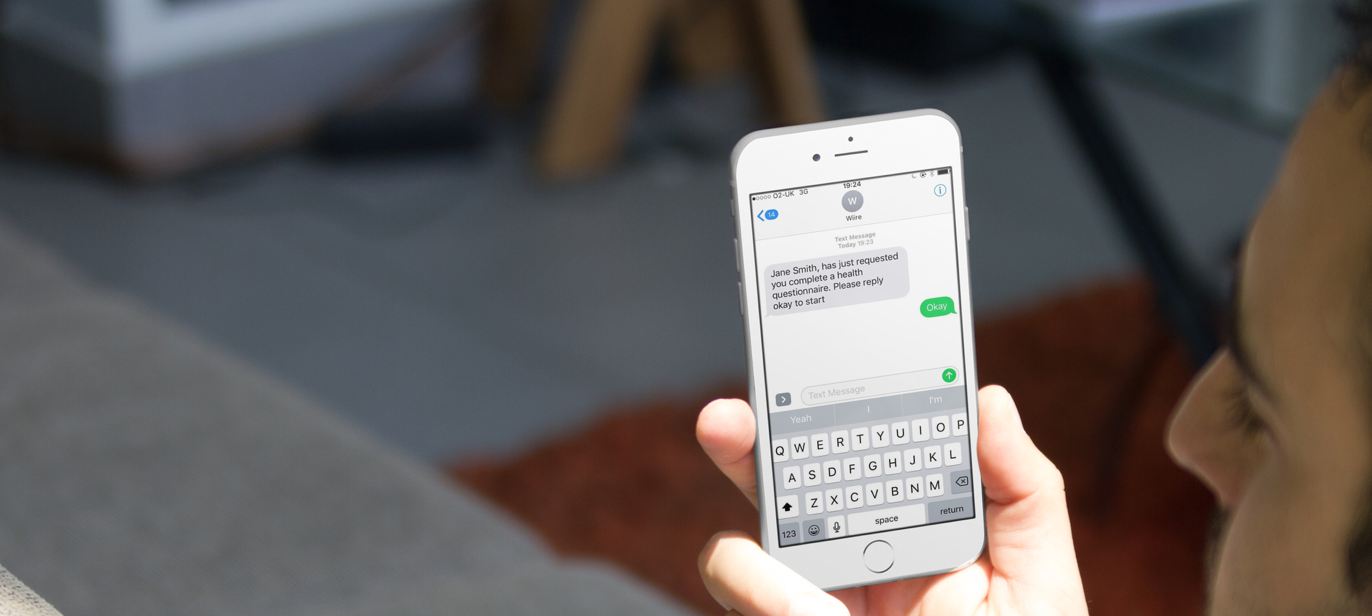 O2-UK 3G 19:24
14
W
Wiire
Text Message
Today 19:23
Jane Smith, has just requested
you complete a health
questionnaire. Please reply
okay to start
Okay
Text Message
Yeah I I'm
Q W E R T Y U I O P
A S D F G H J K L
Z X C V B N M
123 space return